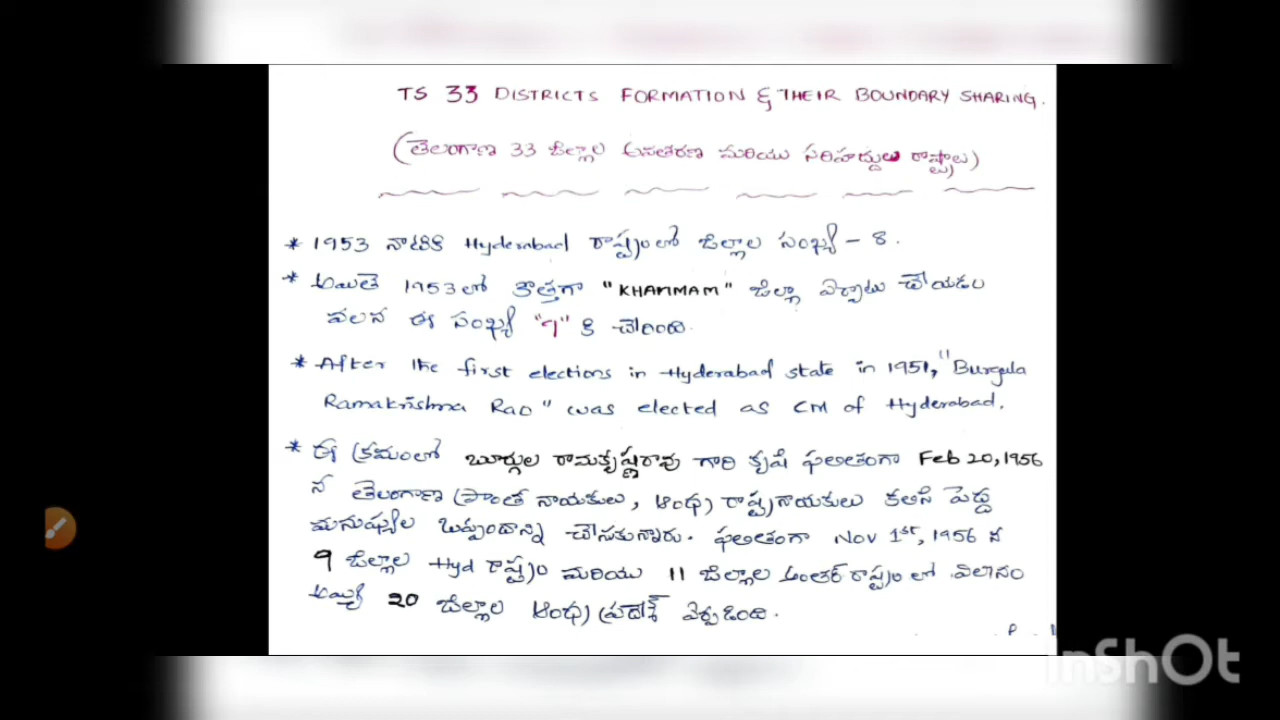 TS 33 DISTRICTS FORMATION & THEIR BOUNDARY SHARING.
(తెలంగాణ 33 జిల్లాల అవతరణ మరియు సరిహద్దులు రాష్ట్రాలు)
* 1953 నాటికి Hyderabad రాష్ట్రంలో జిల్లాల సంఖ్య - 8.
* అయితె 1953లో కొత్తగా "KHAMMAM" జిల్లా ఏర్పాటు చేయడం
వలన ఈ సంఖ్య "9" కి చేరింది.
* After the first elections in Hyderabad state in 1951, "Burgula
Ramakrishna Rao" was elected as CM of Hyderabad.
* ఈ క్రమంలో బూర్గుల రామకృష్ణరావు గారి కృషి ఫలితంగా Feb 20, 1956
న తెలంగాణ ప్రాంత నాయకులు, ఆంధ్ర రాష్ట్ర నాయకులు కలిసి పెద్ద
మనుష్యుల ఒప్పందాన్ని చేసుకున్నారు. ఫలితంగా Nov 1st, 1956 న
9 జిల్లాల Hyd రాష్ట్రం మరియు 11 జిల్లాల ఆంధ్ర రాష్ట్రం లో విలీనం
అయ్యి 20 జిల్లాల ఆంధ్ర ప్రదేశ్ ఏర్పడింది.
P - 1
InShOt